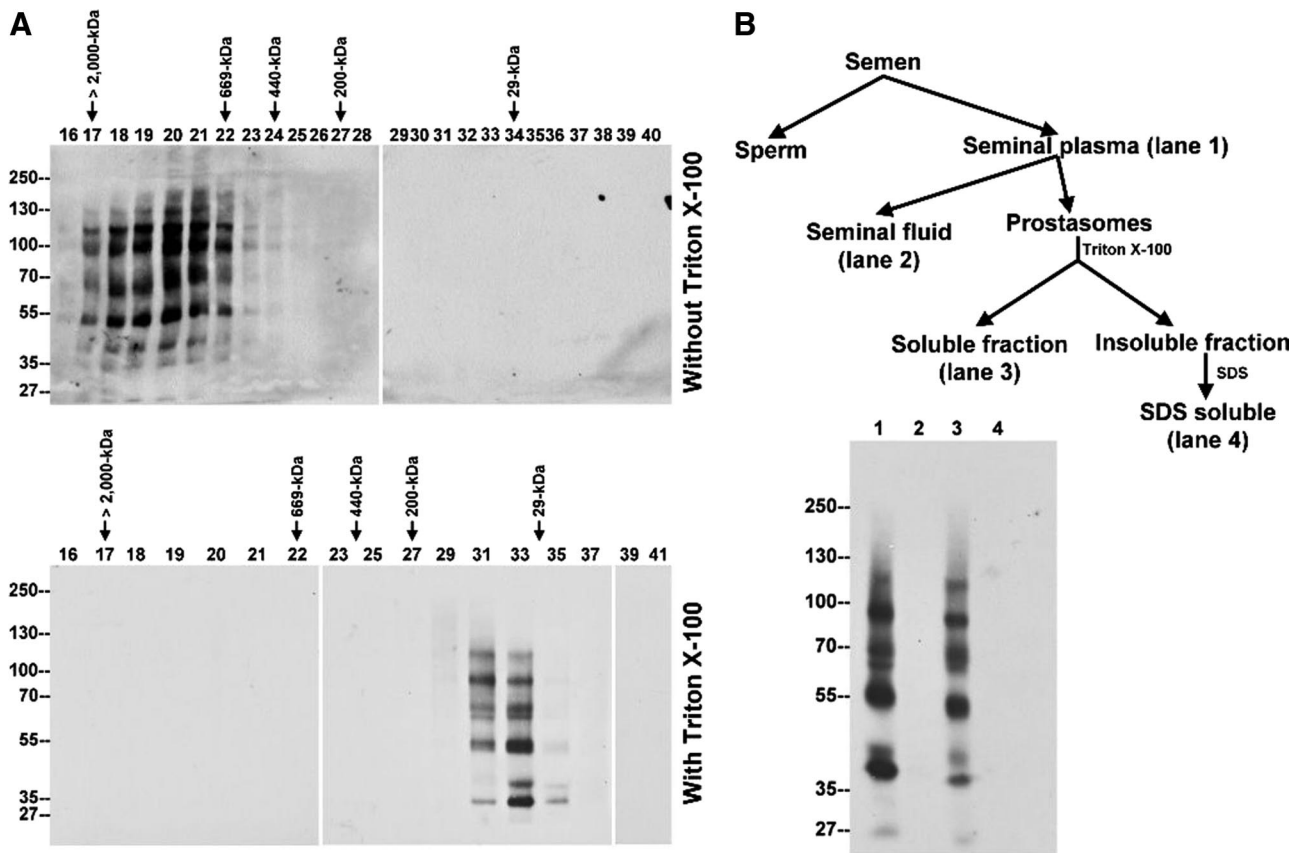 A
> 2,000-kDa
669-kDa
440-kDa
200-kDa
29-kDa
16 17 18 19 20 21 22 23 24 25 26 27 28 29 30 31 32 33 34 35 36 37 38 39 40
250--
130--
100--
70--
55--
35--
27--
Without Triton X-100
> 2,000-kDa
669-kDa
440-kDa
200-kDa
29-kDa
16 17 18 19 20 21 22 23 25 27 29 31 33 35 37 39 41
250--
130--
100--
70--
55--
35--
27--
With Triton X-100
B
Semen
Sperm
Seminal plasma (lane 1)
Seminal fluid
(lane 2)
Prostasomes
Triton X-100
Soluble fraction
(lane 3)
Insoluble fraction
SDS
SDS soluble
(lane 4)
1 2 3 4
250--
130--
100--
70--
55--
35--
27--